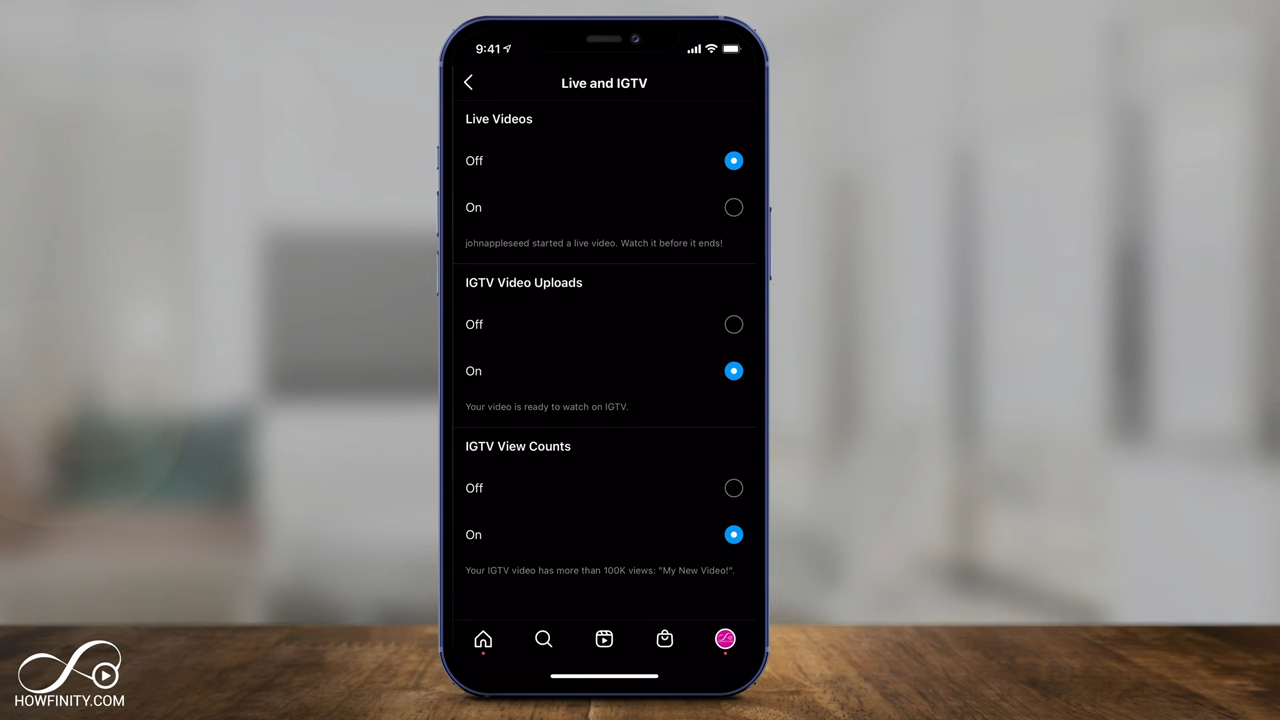 9:41
Live and IGTV
Live Videos
Off
On
johnappleseed started a live video. Watch it before it ends!
IGTV Video Uploads
Off
On
Your video is ready to watch on IGTV.
IGTV View Counts
Off
On
Your IGTV video has more than 100K views: "My New Video!".
HOWFINITY.COM